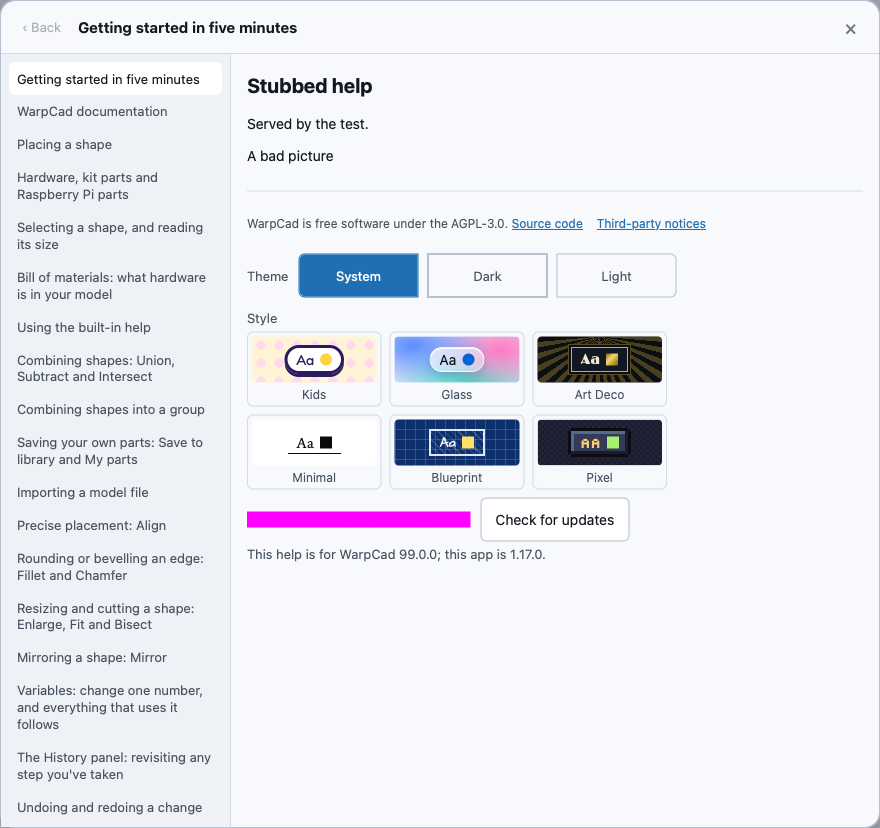 ‹ Back
Getting started in five minutes
×
Getting started in five minutes
WarpCad documentation
Placing a shape
Hardware, kit parts and
Raspberry Pi parts
Selecting a shape, and reading
its size
Bill of materials: what hardware
is in your model
Using the built-in help
Combining shapes: Union,
Subtract and Intersect
Combining shapes into a group
Saving your own parts: Save to
library and My parts
Importing a model file
Precise placement: Align
Rounding or bevelling an edge:
Fillet and Chamfer
Resizing and cutting a shape:
Enlarge, Fit and Bisect
Mirroring a shape: Mirror
Variables: change one number,
and everything that uses it
follows
The History panel: revisiting any
step you've taken
Undoing and redoing a change
Stubbed help
Served by the test.
A bad picture
WarpCad is free software under the AGPL-3.0. Source code Third-party notices
Theme System Dark Light
Style
Aa Aa Aa
Kids Glass Art Deco
Aa Aa AA
Minimal Blueprint Pixel
Check for updates
This help is for WarpCad 99.0.0; this app is 1.17.0.